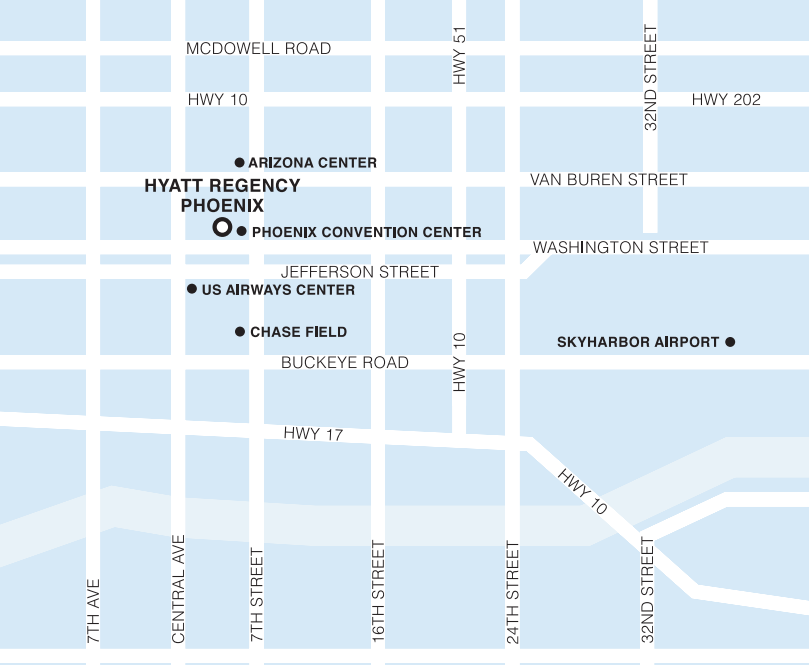 MCDOWELL ROAD
HWY 51
32ND STREET
HWY 10
HWY 202
ARIZONA CENTER
VAN BUREN STREET
HYATT REGENCY
PHOENIX
PHOENIX CONVENTION CENTER
WASHINGTON STREET
JEFFERSON STREET
US AIRWAYS CENTER
CHASE FIELD
SKYHARBOR AIRPORT
HWY 10
BUCKEYE ROAD
HWY 17
HWY 10
7TH AVE
CENTRAL AVE
7TH STREET
16TH STREET
24TH STREET
32ND STREET